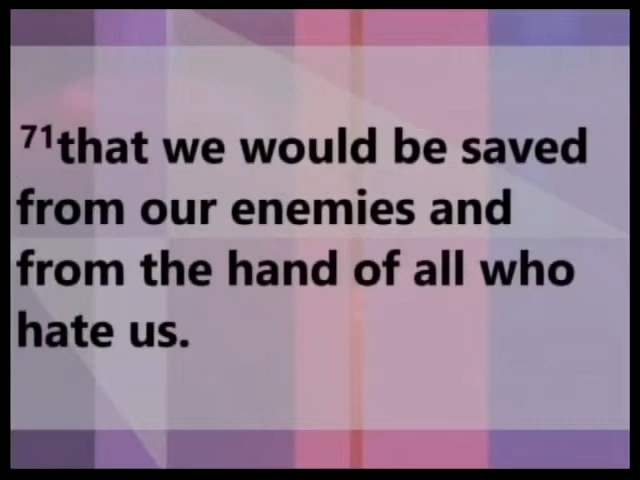 71that we would be saved
from our enemies and
from the hand of all who
hate us.